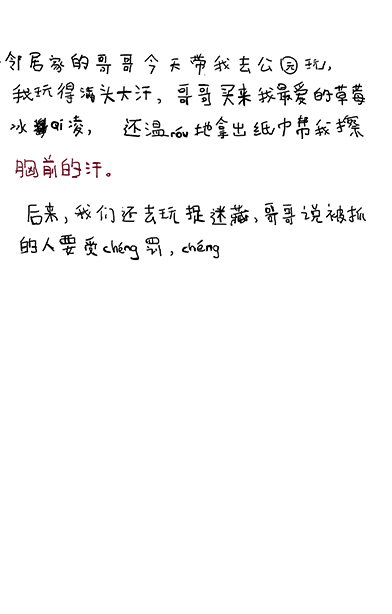 邻居家的哥哥今天带我去公园玩,
我玩得满头大汗, 哥哥买来我最爱的草莓
冰qi凌, 还温róu地拿出纸巾帮我擦
胸前的汗。
后来, 我们还去玩捉迷藏, 哥哥说被抓
的人要受chéng罚, chéng